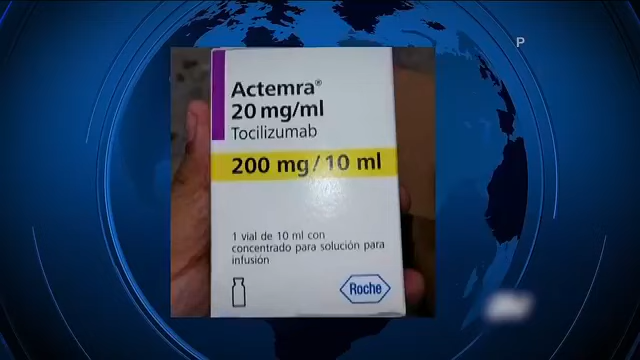 P
Actemra®
20 mg/ml
Tocilizumab
200 mg/10 ml
1 vial de 10 ml con
concentrado para solución para
infusión
Roche